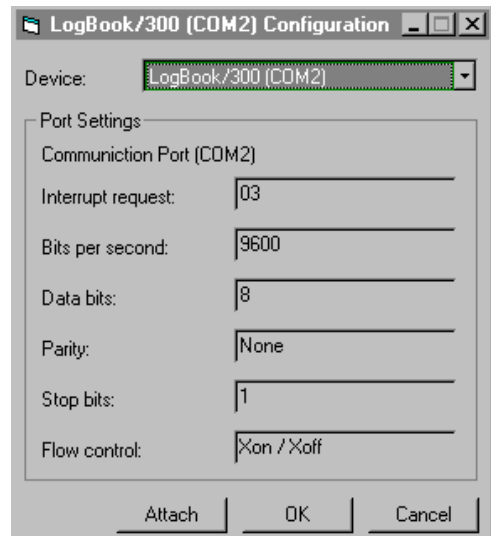 LogBook/300 (COM2) Configuration
Device: LogBook/300 (COM2)
Port Settings
Communiction Port (COM2)
Interrupt request: 03
Bits per second: 9600
Data bits: 8
Parity: None
Stop bits: 1
Flow control: Xon / Xoff
Attach OK Cancel